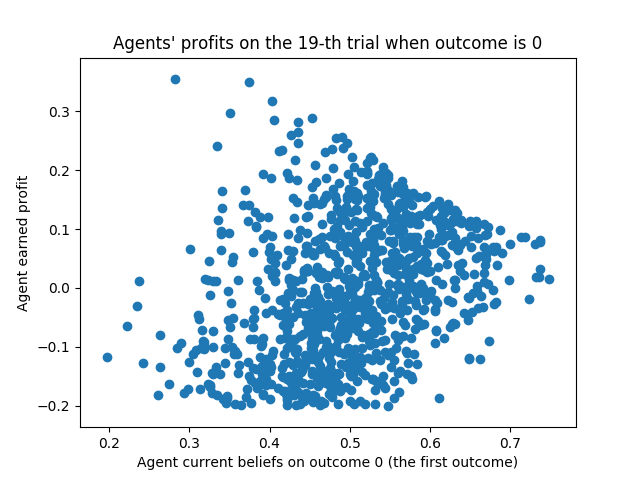 Agents' profits on the 19-th trial when outcome is 0
Agent earned profit
0.3
0.2
0.1
0.0
−0.1
−0.2
0.2 0.3 0.4 0.5 0.6 0.7
Agent current beliefs on outcome 0 (the first outcome)